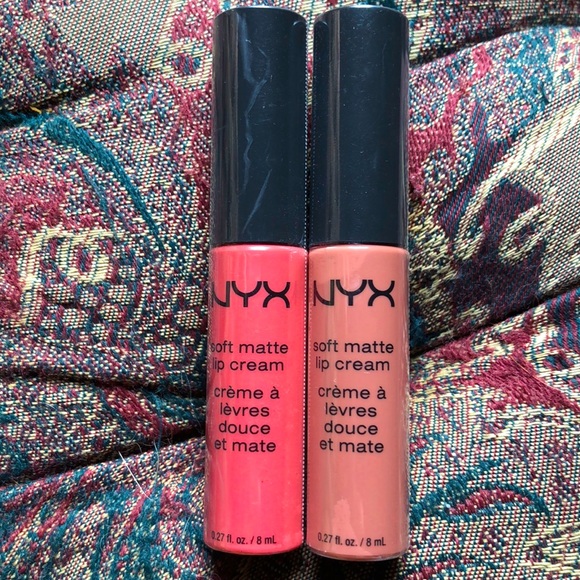 NYX
soft matte
lip cream
crème à
lèvres
douce
et mate
0.27 fl. oz. / 8 mL
NYX
soft matte
lip cream
crème à
lèvres
douce
et mate
0.27 fl. oz. / 8 mL